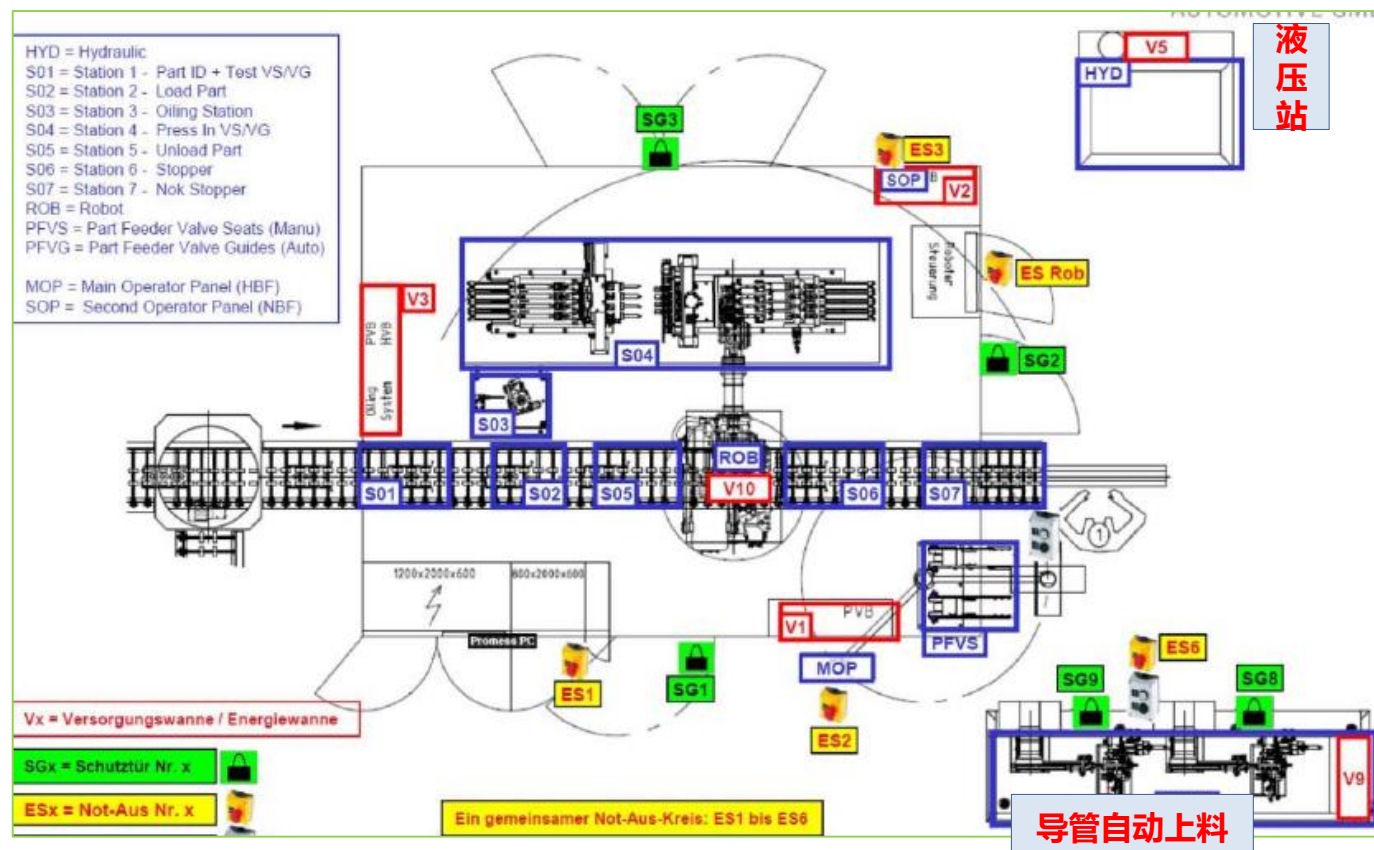 HYD = Hydraulic
S01 = Station 1 - Part ID + Test VS/VG
S02 = Station 2 - Load Part
S03 = Station 3 - Oiling Station
S04 = Station 4 - Press In VS/VG
S05 = Station 5 - Unload Part
S06 = Station 6 - Stopper
S07 = Station 7 - Nok Stopper
ROB = Robot
PFVS = Part Feeder Valve Seats (Manu)
PFVG = Part Feeder Valve Guides (Auto)
MOP = Main Operator Panel (HBF)
SOP = Second Operator Panel (NBF)
V5
HYD
液
压
站
SG3
ES3
SOP
V2
Roboter
Steuerung
ES Rob
V3
PVB
HVB
Oiling
System
S04
SG2
S03
ROB
S01
S02
S05
V10
S06
S07
1
1200x2000x600
600x2000x600
Promess PC
PVB
V1
MOP
PFVS
ES1
SG1
ES2
ES6
SG9
SG8
V9
Vx = Versorgungswanne / Energiewanne
SGx = Schutztür Nr. x
ESx = Not-Aus Nr. x
Ein gemeinsamer Not-Aus-Kreis: ES1 bis ES6
导管自动上料